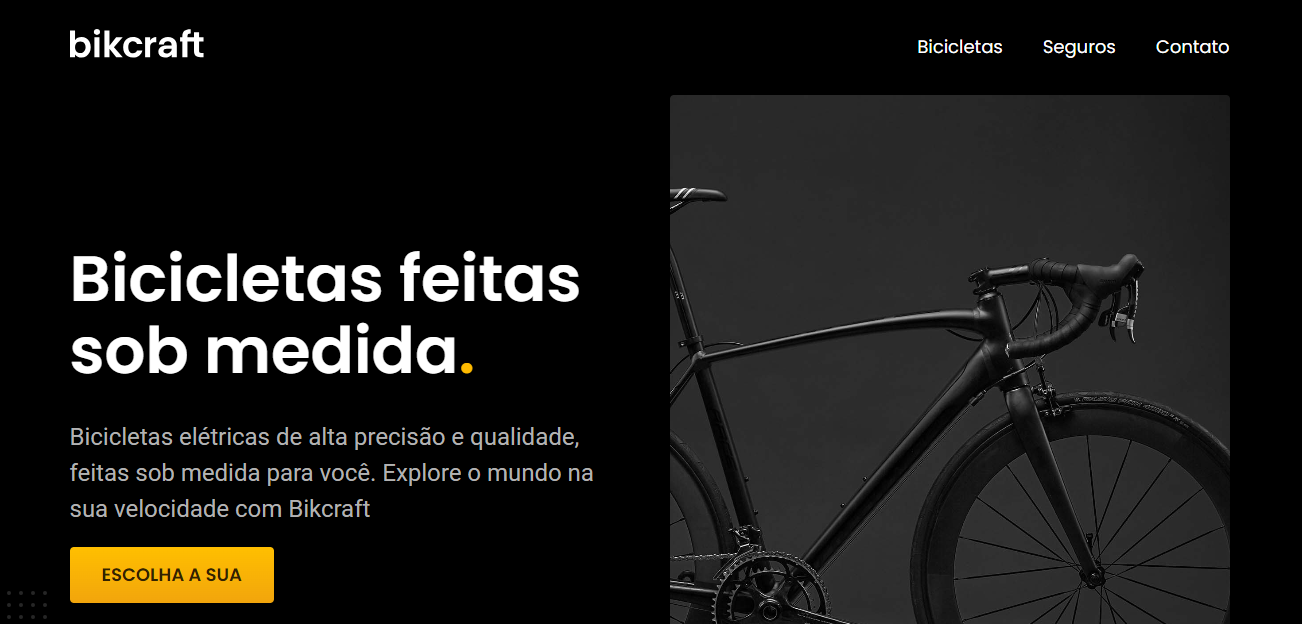 bikcraft
Bicicletas Seguros Contato
Bicicletas feitas
sob medida.
Bicicletas elétricas de alta precisão e qualidade,
feitas sob medida para você. Explore o mundo na
sua velocidade com Bikcraft
ESCOLHA A SUA